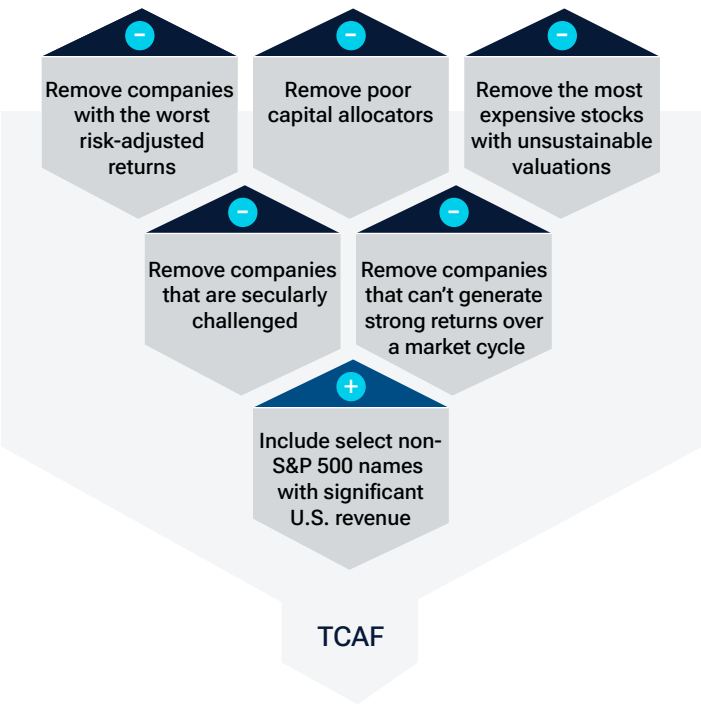 −
Remove companies
with the worst
risk-adjusted
returns
−
Remove poor
capital allocators
−
Remove the most
expensive stocks
with unsustainable
valuations
−
Remove companies
that are secularly
challenged
−
Remove companies
that can’t generate
strong returns over
a market cycle
+
Include select non-
S&P 500 names
with significant
U.S. revenue
TCAF